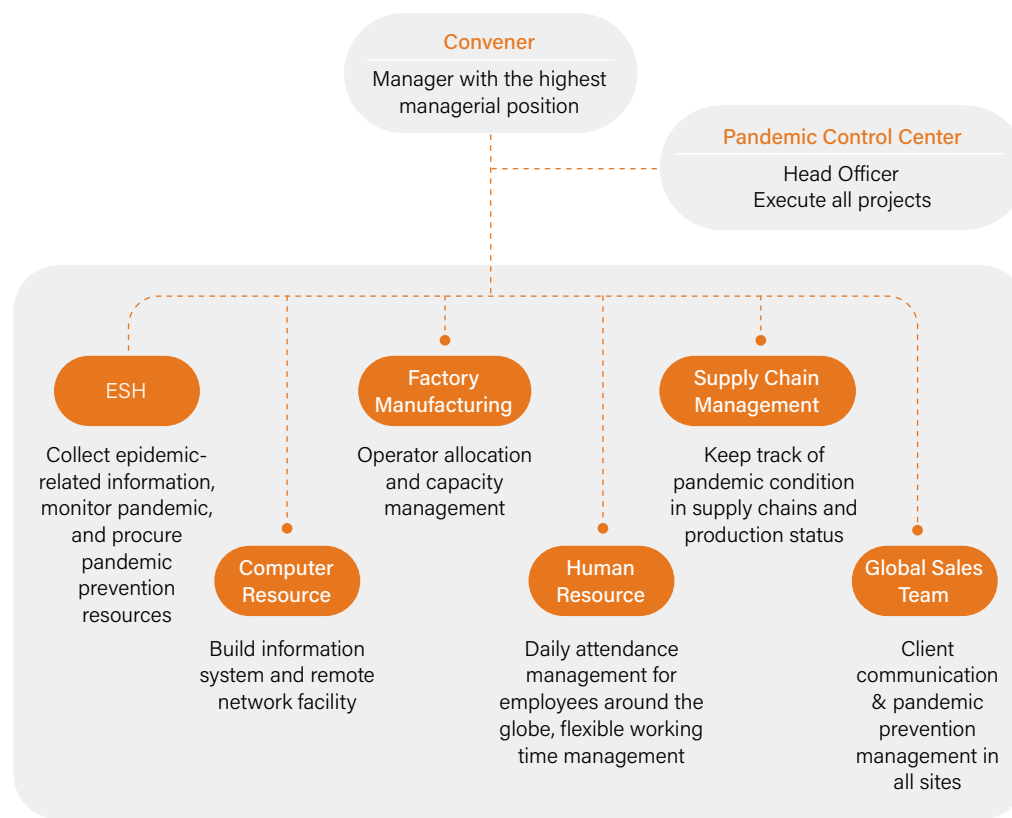 Convener
Manager with the highest
managerial position
Pandemic Control Center
Head Officer
Execute all projects
ESH
Collect epidemic-
related information,
monitor pandemic,
and procure
pandemic
prevention
resources
Computer
Resource
Build information
system and remote
network facility
Factory
Manufacturing
Operator allocation
and capacity
management
Human
Resource
Daily attendance
management for
employees around the
globe, flexible working
time management
Supply Chain
Management
Keep track of
pandemic condition
in supply chains and
production status
Global Sales
Team
Client
communication
& pandemic
prevention
management in
all sites